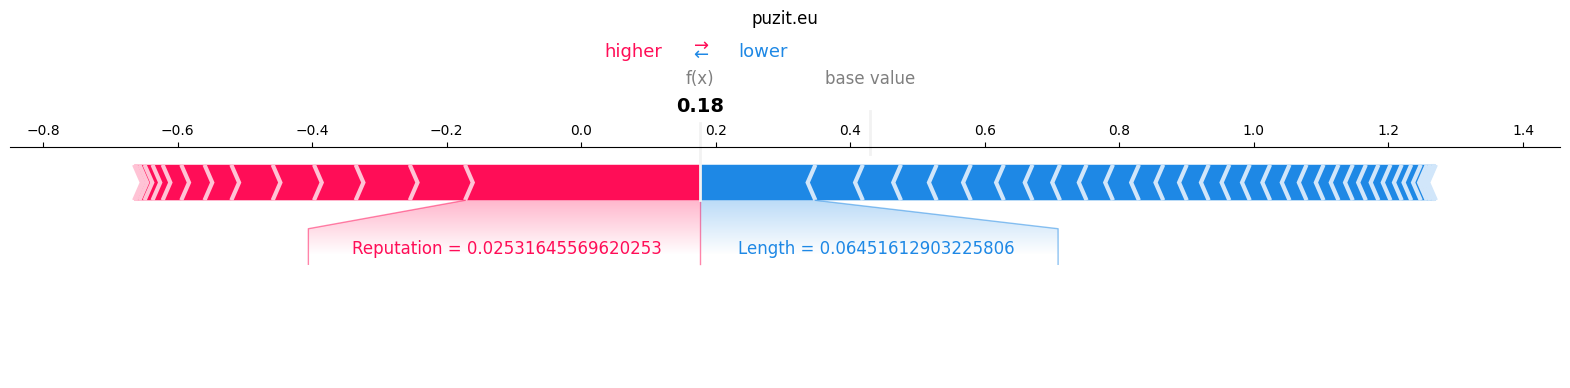 puzit.eu
higher ⇄ lower
f(x) base value
0.18
−0.8 −0.6 −0.4 −0.2 0.0 0.2 0.4 0.6 0.8 1.0 1.2 1.4
Reputation = 0.02531645569620253 Length = 0.06451612903225806